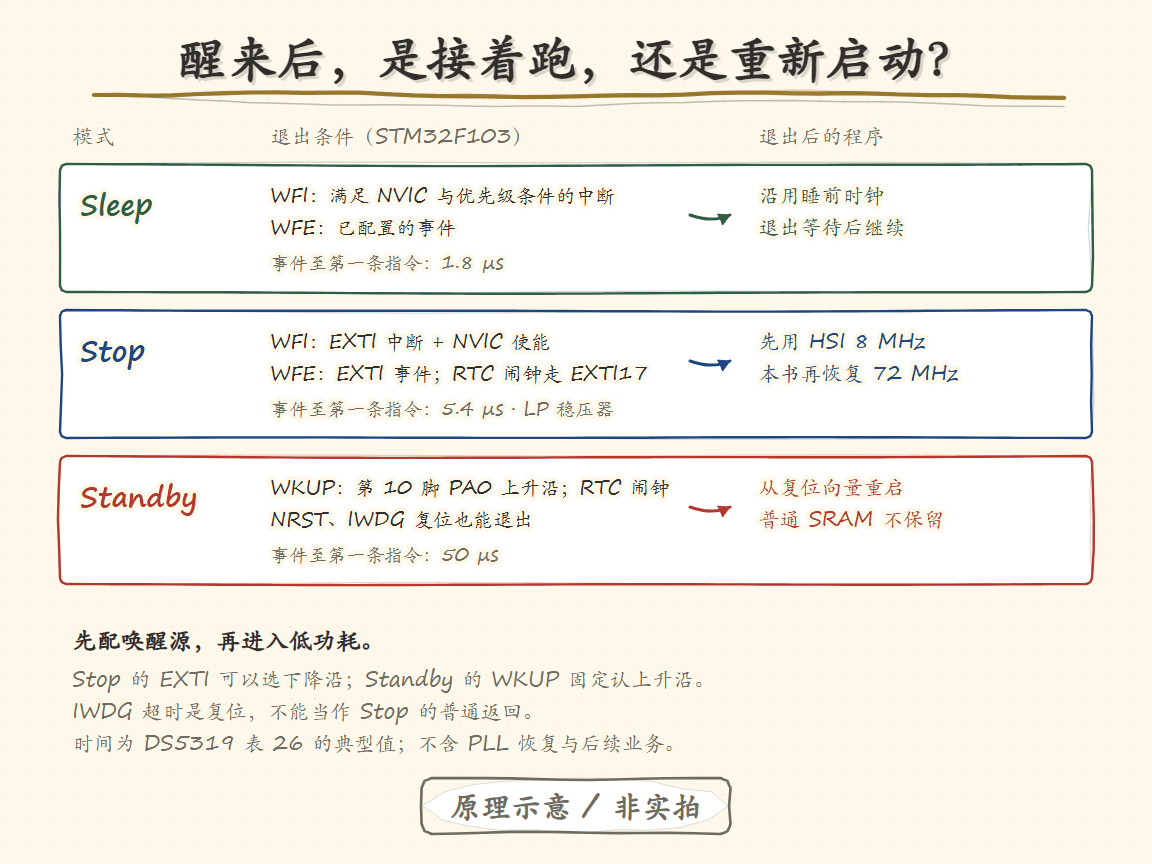 醒来后，是接着跑，还是重新启动？
模式 退出条件（STM32F103） 退出后的程序
Sleep
WFI：满足 NVIC 与优先级条件的中断
WFE：已配置的事件
事件至第一条指令：1.8 μs
沿用睡前时钟
退出等待后继续
Stop
WFI：EXTI 中断 + NVIC 使能
WFE：EXTI 事件；RTC 闹钟走 EXTI17
事件至第一条指令：5.4 μs · LP 稳压器
先用 HSI 8 MHz
本书再恢复 72 MHz
Standby
WKUP：第 10 脚 PA0 上升沿；RTC 闹钟
NRST、IWDG 复位也能退出
事件至第一条指令：50 μs
从复位向量重启
普通 SRAM 不保留
先配唤醒源，再进入低功耗。
Stop 的 EXTI 可以选下降沿；Standby 的 WKUP 固定认上升沿。
IWDG 超时是复位，不能当作 Stop 的普通返回。
时间为 DS5319 表 26 的典型值；不含 PLL 恢复与后续业务。
原理示意 / 非实拍